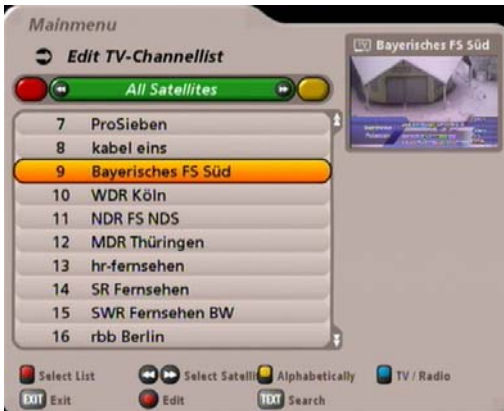 Mainmenu
Edit TV-Channellist
TV Bayerisches FS Süd
All Satellites
7 ProSieben
8 kabel eins
9 Bayerisches FS Süd
10 WDR Köln
11 NDR FS NDS
12 MDR Thüringen
13 hr-fernsehen
14 SR Fernsehen
15 SWR Fernsehen BW
16 rbb Berlin
Select List Select Satelli Alphabetically TV / Radio
EXIT Exit Edit TEXT Search